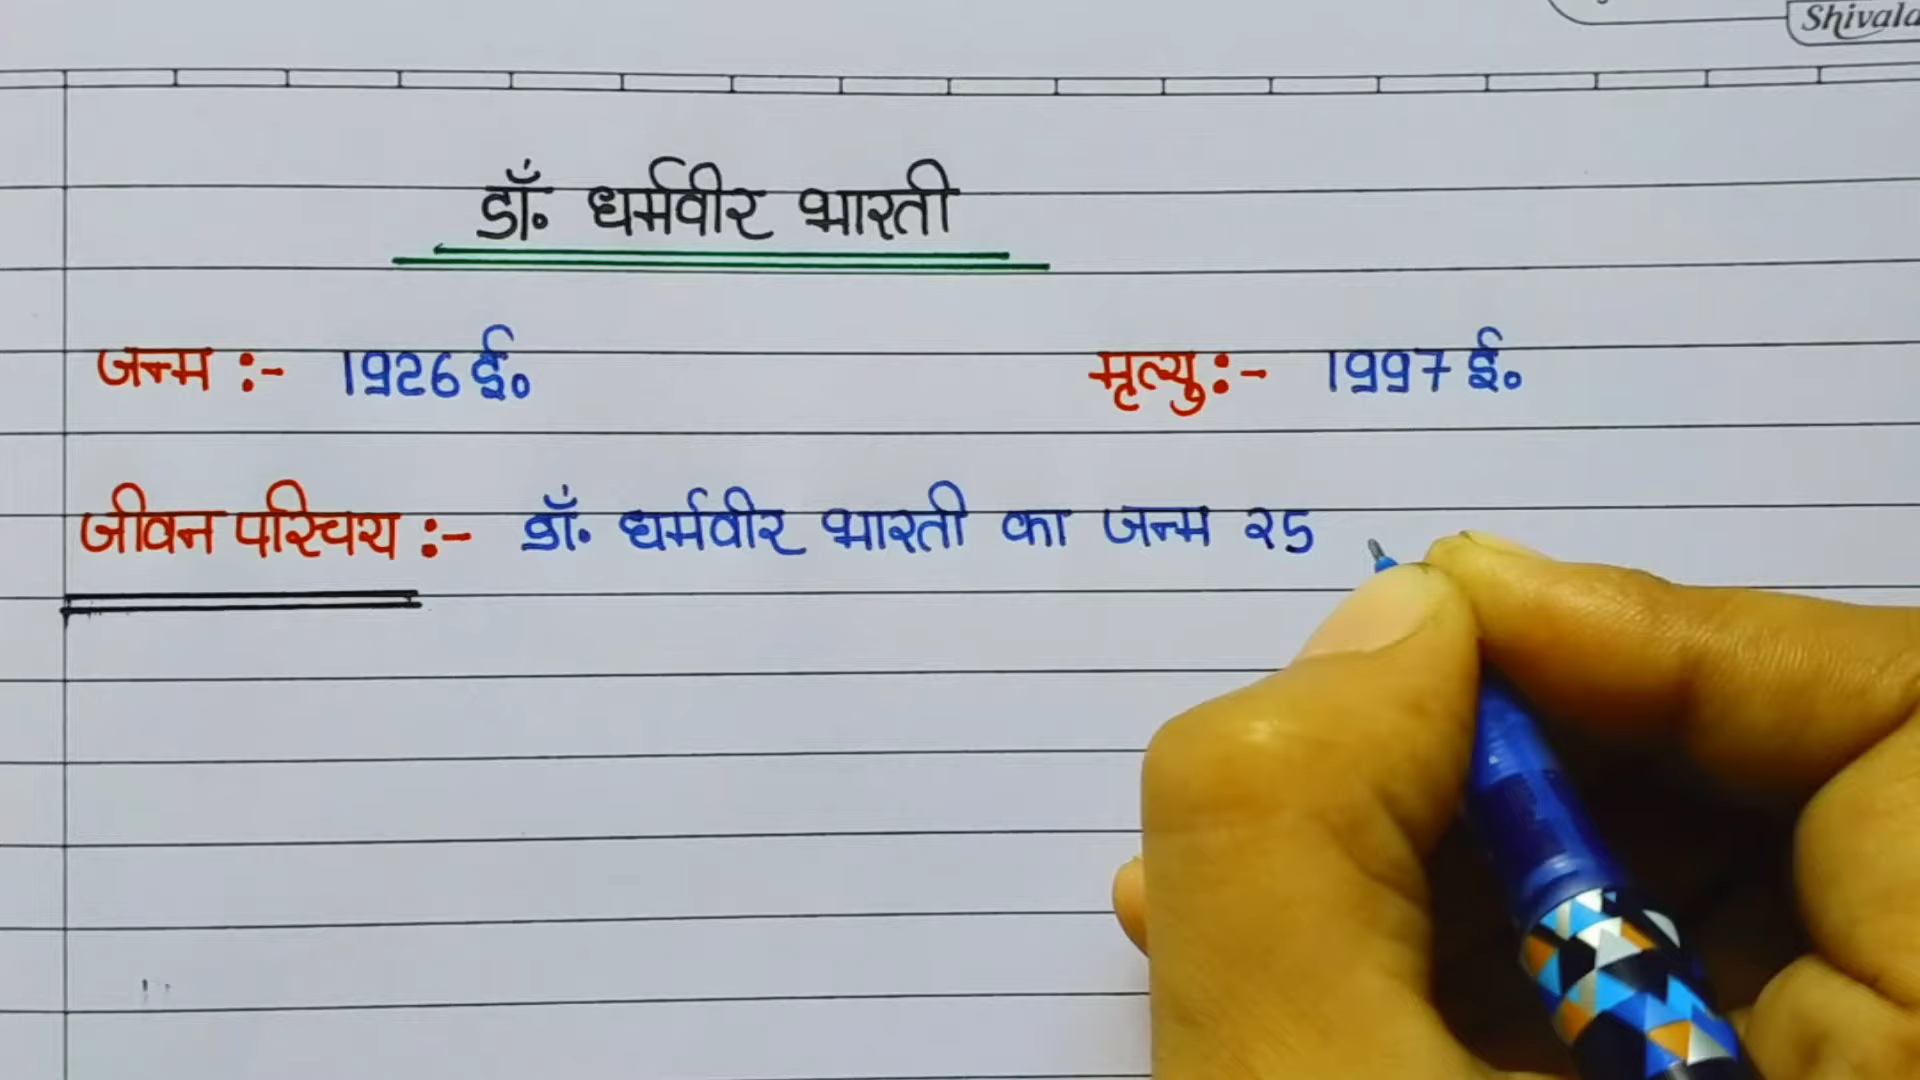 Shivala
डॉ॰ धर्मवीर भारती
जन्म :- 1926 ई॰ मृत्यु :- 1997 ई॰
जीवन परिचय :- डॉ. धर्मवीर भारती का जन्म 25